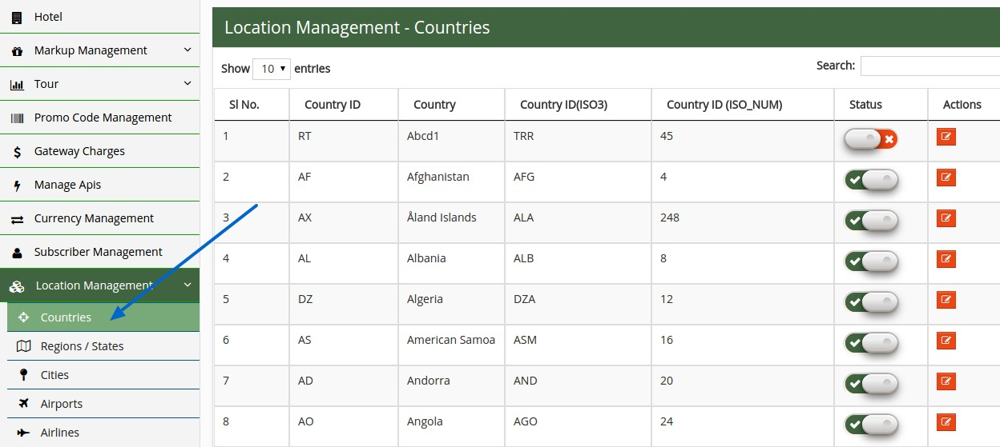 Hotel
Markup Management
Tour
Promo Code Management
Gateway Charges
Manage Apis
Currency Management
Subscriber Management
Location Management
Countries
Regions / States
Cities
Airports
Airlines
Location Management - Countries
Show 10 entries Search:
Sl No. Country ID Country Country ID(ISO3) Country ID (ISO_NUM) Status Actions
1 RT Abcd1 TRR 45
2 AF Afghanistan AFG 4
3 AX Åland Islands ALA 248
4 AL Albania ALB 8
5 DZ Algeria DZA 12
6 AS American Samoa ASM 16
7 AD Andorra AND 20
8 AO Angola AGO 24